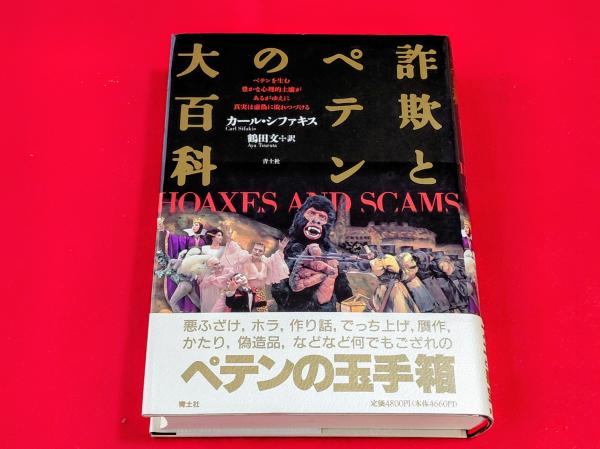 詐欺と
ペテン
の
大百科
ペテンを生む
豊かな心理的土壌が
あるがゆえに
真実は虚偽に敗れつづける
カール・シファキス
Carl Sifakis
鶴田文┼訳
Aya Tsuruta
青土社
HOAXES AND SCAMS
悪ふざけ, ホラ, 作り話, でっち上げ, 贋作,
かたり, 偽造品, などなど何でもござれの
ペテンの玉手箱
青土社
定価4800円(本体4660円)